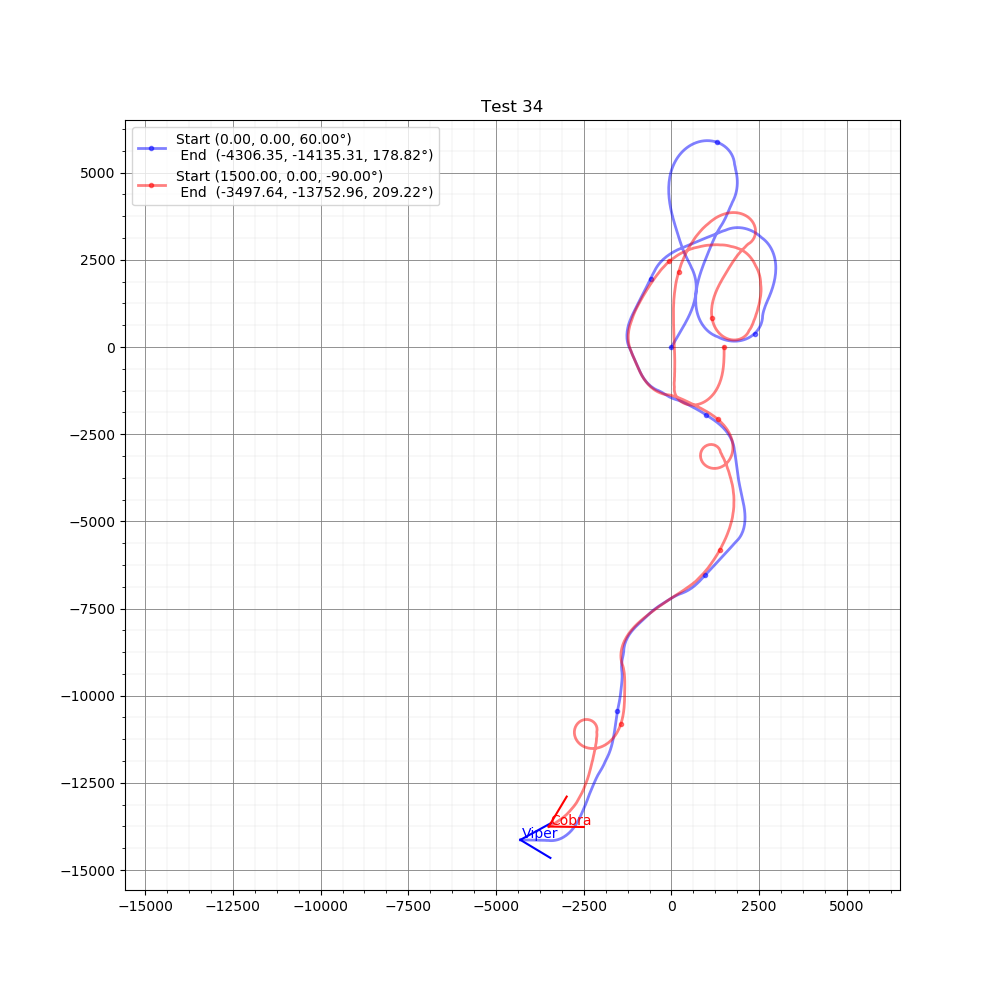 Test 34
Start (0.00, 0.00, 60.00°)
End (-4306.35, -14135.31, 178.82°)
Start (1500.00, 0.00, -90.00°)
End (-3497.64, -13752.96, 209.22°)
5000
2500
0
−2500
−5000
−7500
−10000
−12500
−15000
Cobra
Viper
−15000 −12500 −10000 −7500 −5000 −2500 0 2500 5000